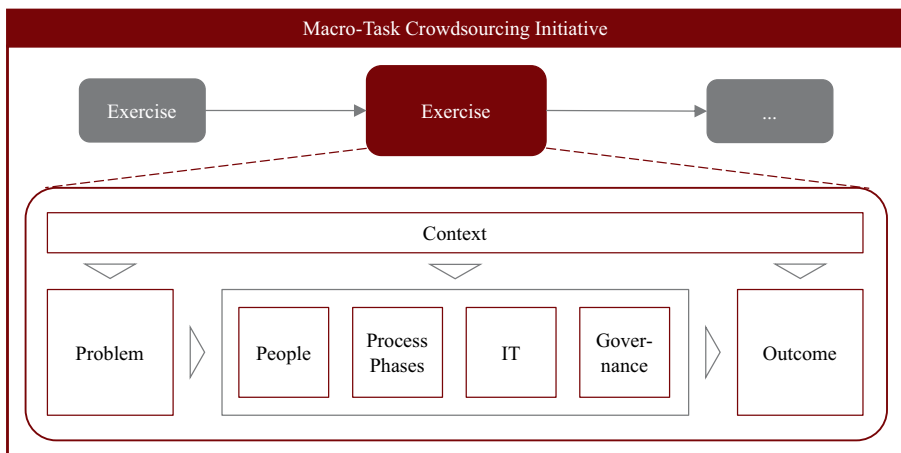 Macro-Task Crowdsourcing Initiative
Exercise
Exercise
...
Context
Problem
People
Process
Phases
IT
Gover-
nance
Outcome